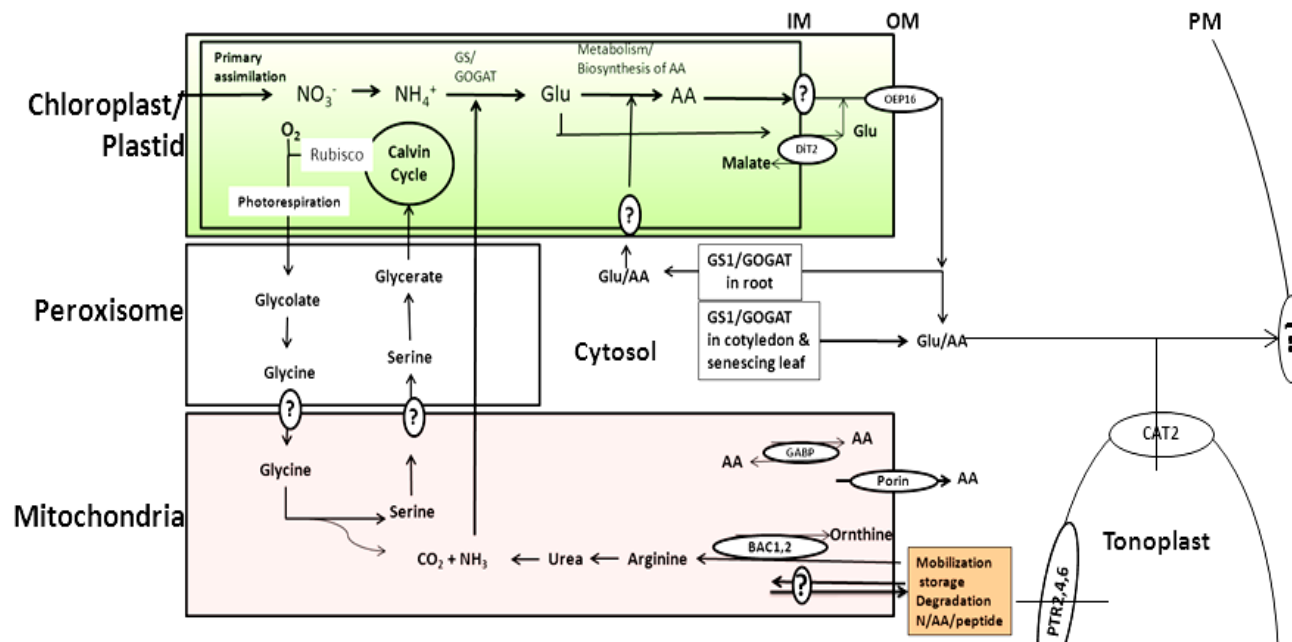 IM
OM
PM
Chloroplast/
Plastid
Primary
assimilation
NO₃⁻
NH₄⁺
GS/
GOGAT
Glu
Metabolism/
Biosynthesis of AA
AA
?
OEP16
O₂
Rubisco
Calvin
Cycle
Photorespiration
Malate
DiT2
Glu
?
Glu/AA
GS1/GOGAT
in root
GS1/GOGAT
in cotyledon &
senescing leaf
Glu/AA
Cytosol
Peroxisome
Glycolate
Glycine
Glycerate
Serine
?
?
Mitochondria
Glycine
Serine
CO₂ + NH₃
Urea
Arginine
BAC1,2
Ornthine
AA
GABP
AA
Porin
AA
?
Mobilization
storage
Degradation
N/AA/peptide
CAT2
Tonoplast
PTR2,4,6